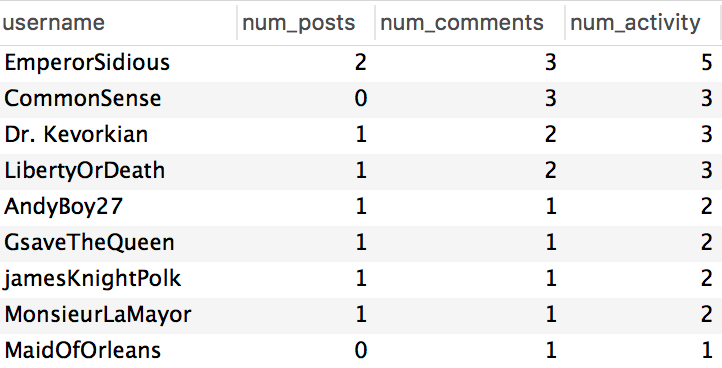 username num_posts num_comments num_activity
EmperorSidious 2 3 5
CommonSense 0 3 3
Dr. Kevorkian 1 2 3
LibertyOrDeath 1 2 3
AndyBoy27 1 1 2
GsaveTheQueen 1 1 2
jamesKnightPolk 1 1 2
MonsieurLaMayor 1 1 2
MaidOfOrleans 0 1 1